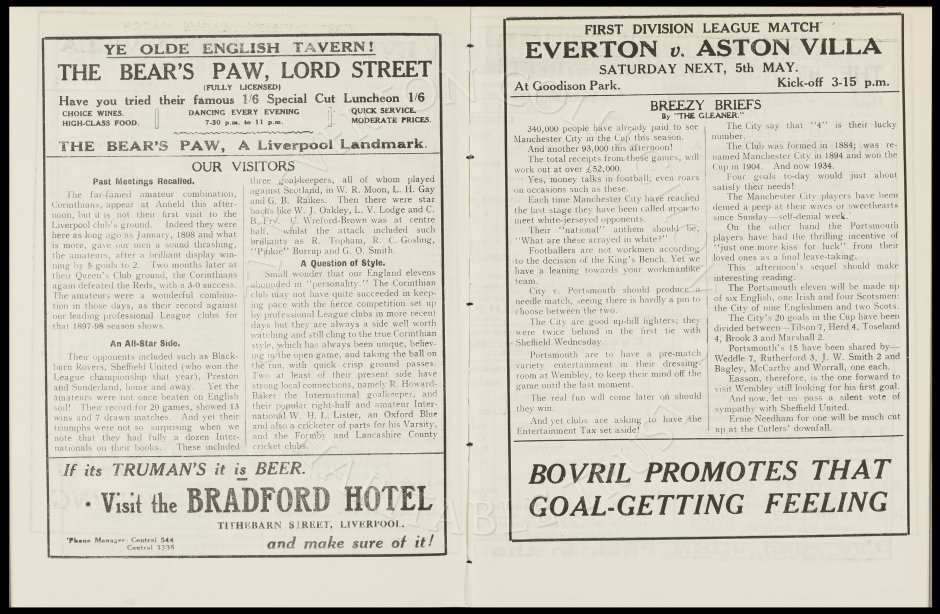 YE OLDE ENGLISH TAVERN!
THE BEAR'S PAW, LORD STREET
(FULLY LICENSED)
Have you tried their famous 1/6 Special Cut Luncheon 1/6
CHOICE WINES.
HIGH-CLASS FOOD.
DANCING EVERY EVENING
7-30 p.m. to 11 p.m.
QUICK SERVICE.
MODERATE PRICES.
THE BEAR'S PAW, A Liverpool Landmark.
OUR VISITORS
Past Meetings Recalled.
The far-famed amateur combination,
Corinthians, appear at Anfield this after-
noon, but it is not their first visit to the
Liverpool club's ground. Indeed they were
here as long ago as January, 1898 and what
is more, gave our men a sound thrashing,
the amateurs, after a brilliant display win-
ning by 5 goals to 2. Two months later at
their Queen's Club ground, the Corinthians
again defeated the Reds, with a 3-0 success.
The amateurs were a wonderful combina-
tion in those days, as their record against
our leading professional League clubs for
that 1897-98 season shows.
An All-Star Side.
Their opponents included such as Black-
burn Rovers, Sheffield United (who won the
League championship that year), Preston
and Sunderland, home and away. Yet the
amateurs were not once beaten on English
soil! Their record for 20 games, showed 13
wins and 7 drawn matches. And yet their
triumphs were not so surprising when we
note that they had fully a dozen Inter-
nationals on their books. These included
three goalkeepers, all of whom played
against Scotland, in W. R. Moon, L. H. Gay
and G. B. Raikes. Then there were star
backs like W. J. Oakley, L. V. Lodge and C.
B. Fry. U. Wreford-Brown was at centre
half, whilst the attack included such
brilliants as R. Topham, R. C. Gosling,
"Pinkie" Burrup and G. O. Smith.
A Question of Style.
Small wonder that our England elevens
abounded in "personality." The Corinthian
club may not have quite succeeded in keep-
ing pace with the fierce competition set up
by professional League clubs in more recent
days but they are always a side well worth
watching and still cling to the true Corinthian
style, which has always been unique, believ-
ing in the open game, and taking the ball on
the run, with quick crisp ground passes.
Two at least of their present side have
strong local connections, namely R. Howard-
Baker the International goalkeeper, and
their popular right-half and amateur Inter-
national W. H. L. Lister, an Oxford Blue
and also a cricketer of parts for his Varsity,
and the Formby and Lancashire County
cricket clubs.
If its TRUMAN'S it is BEER.
· Visit the BRADFORD HOTEL
TITHEBARN STREET, LIVERPOOL.
'Phone Manager Central 544
Central 3336
and make sure of it!
FIRST DIVISION LEAGUE MATCH
EVERTON v. ASTON VILLA
SATURDAY NEXT, 5th MAY.
At Goodison Park.
Kick-off 3-15 p.m.
BREEZY BRIEFS
By "THE GLEANER."
340,000 people have already paid to see
Manchester City in the Cup this season.
And another 93,000 this afternoon!
The total receipts from these games, will
work out at over £52,000.
Yes, money talks in football; even roars
on occasions such as these.
Each time Manchester City have reached
the last stage they have been called upon to
meet white-jerseyed opponents.
Their "national" anthem should be,
"What are these arrayed in white?"
Footballers are not workmen according
to the decision of the King's Bench. Yet we
have a leaning towards your workmanlike
team.
City v. Portsmouth should produce a
needle match, seeing there is hardly a pin to
choose between the two.
The City are good up-hill fighters; they
were twice behind in the first tie with
Sheffield Wednesday.
Portsmouth are to have a pre-match
variety entertainment in their dressing-
room at Wembley, to keep their mind off the
game until the last moment.
The real fun will come later on should
they win.
And yet clubs are asking to have the
Entertainment Tax set aside!
The City say that "4" is their lucky
number.
The Club was formed in 1884; was re-
named Manchester City in 1894 and won the
Cup in 1904. And now 1934.
Four goals to-day would just about
satisfy their needs!
The Manchester City players have been
denied a peep at their wives or sweethearts
since Sunday—self-denial week.
On the other hand the Portsmouth
players have had the thrilling incentive of
"just one more kiss for luck" from their
loved ones as a final leave-taking.
This afternoon's sequel should make
interesting reading.
The Portsmouth eleven will be made up
of six English, one Irish and four Scotsmen:
the City of nine Englishmen and two Scots.
The City's 20 goals in the Cup have been
divided between—Tilson 7, Herd 4, Toseland
4, Brook 3 and Marshall 2.
Portsmouth's 15 have been shared by—
Weddle 7, Rutherford 3, J. W. Smith 2 and
Bagley, McCarthy and Worrall, one each.
Easson, therefore, is the one forward to
visit Wembley still looking for his first goal.
And now, let us pass a silent vote of
sympathy with Sheffield United.
Ernie Needham for one will be much cut
up at the Cutlers' downfall.
BOVRIL PROMOTES THAT
GOAL-GETTING FEELING